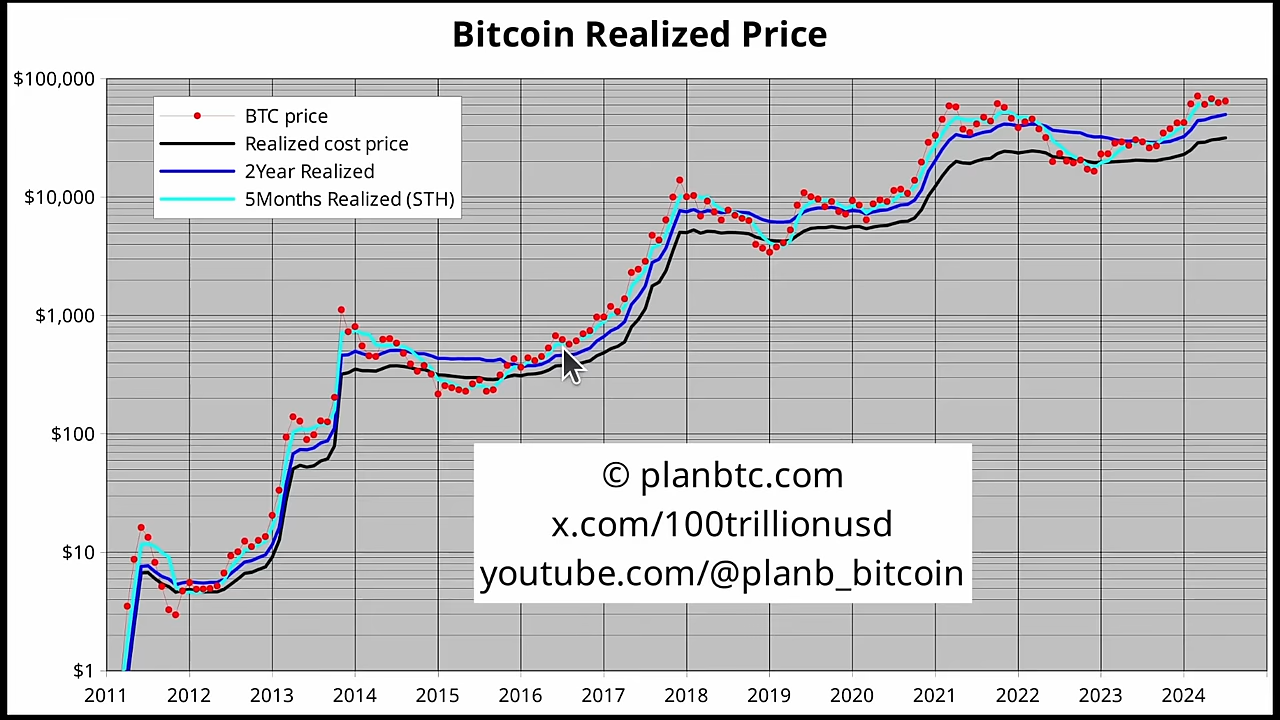 Bitcoin Realized Price
$100,000
$10,000
$1,000
$100
$10
$1
BTC price
Realized cost price
2Year Realized
5Months Realized (STH)
© planbtc.com
x.com/100trillionusd
youtube.com/@planb_bitcoin
2011 2012 2013 2014 2015 2016 2017 2018 2019 2020 2021 2022 2023 2024